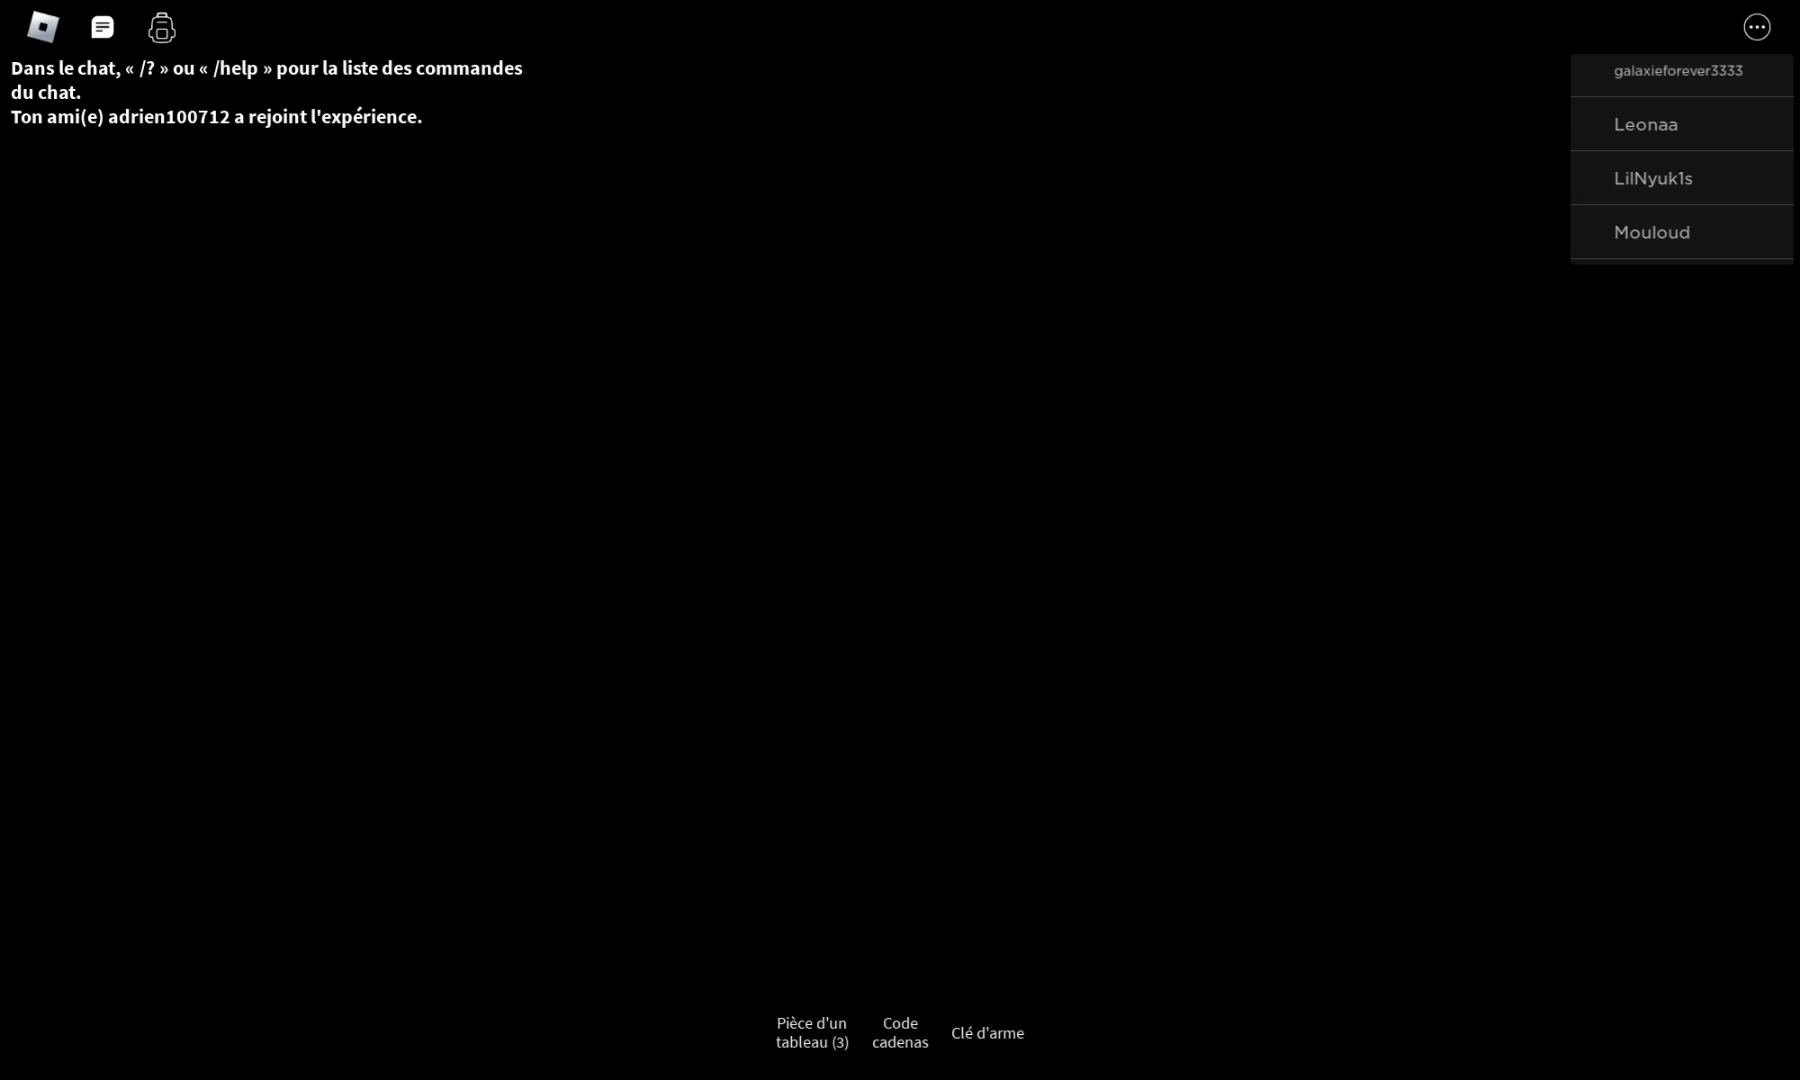 Dans le chat, « /? » ou « /help » pour la liste des commandes
du chat.
Ton ami(e) adrien100712 a rejoint l'expérience.
galaxieforever3333
Leonaa
LilNyuk1s
Mouloud
Pièce d'un
tableau (3)
Code
cadenas
Clé d'arme